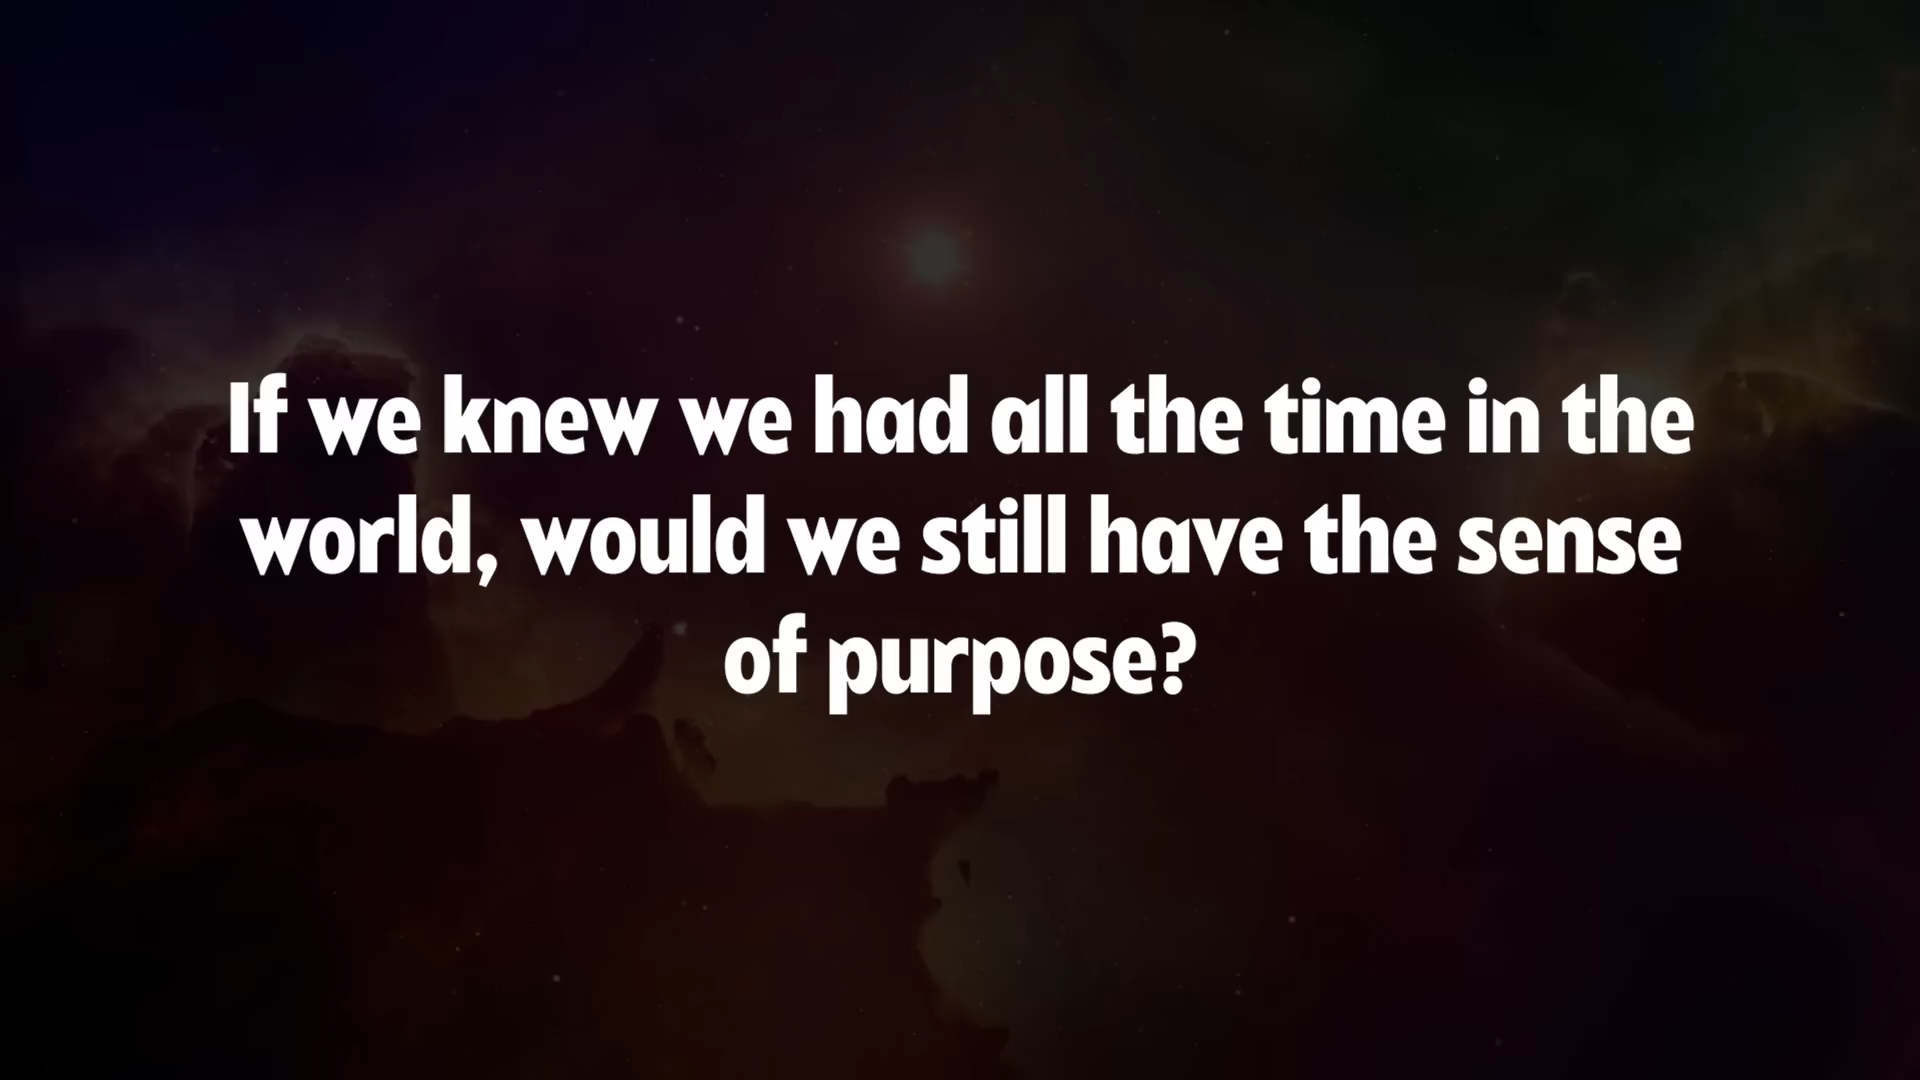 If we knew we had all the time in the
world, would we still have the sense
of purpose?